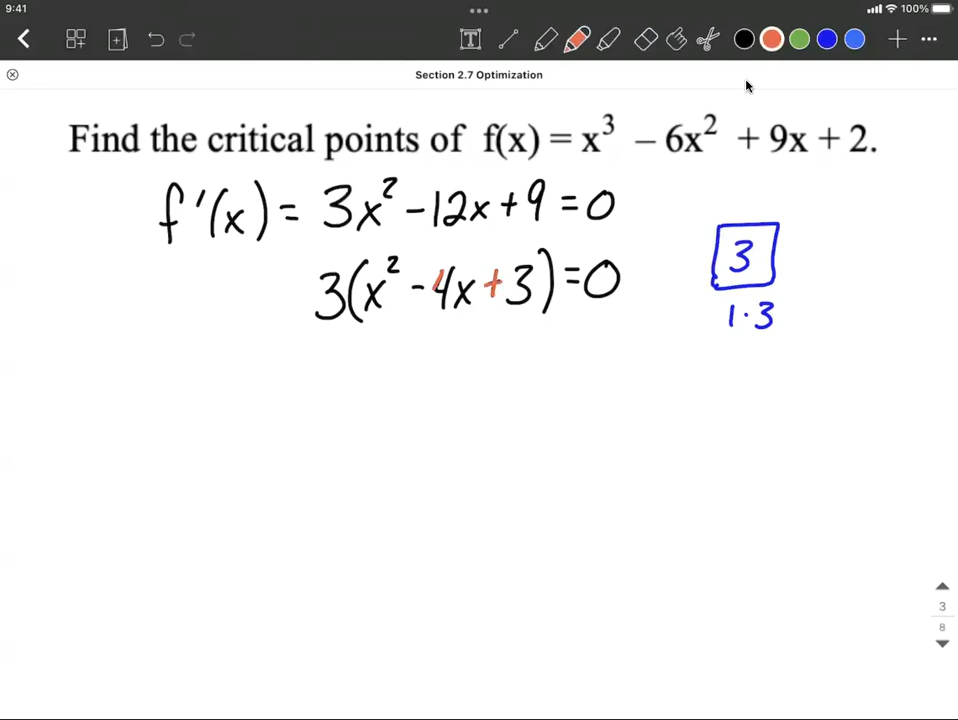 9:41
100%
Section 2.7 Optimization
Find the critical points of f(x) = x³ – 6x² + 9x + 2.
f'(x) = 3x² - 12x + 9 = 0
3(x² - 4x + 3) = 0
3
1·3
3
8